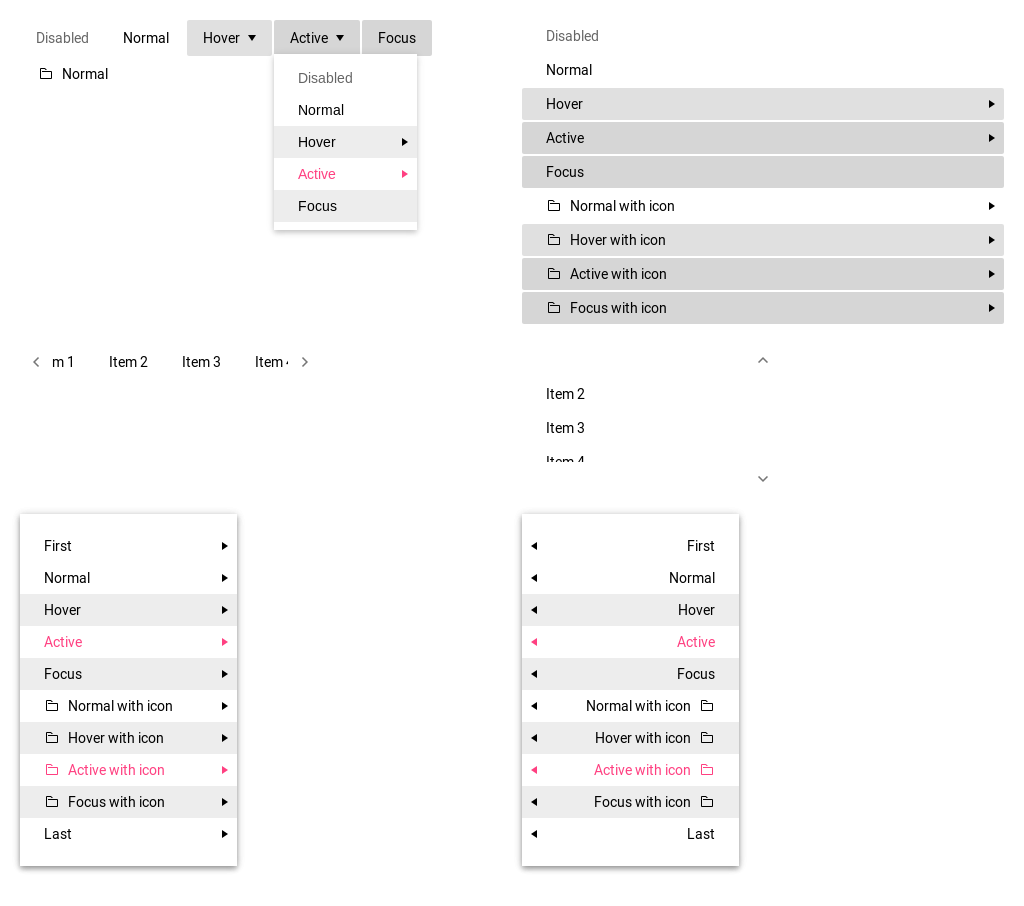 Disabled Normal Hover Active Focus
Normal
Disabled
Normal
Hover
Active
Focus
Disabled
Normal
Hover
Active
Focus
Normal with icon
Hover with icon
Active with icon
Focus with icon
m 1 Item 2 Item 3 Item 4
Item 2
Item 3
Item 4
First
Normal
Hover
Active
Focus
Normal with icon
Hover with icon
Active with icon
Focus with icon
Last
First
Normal
Hover
Active
Focus
Normal with icon
Hover with icon
Active with icon
Focus with icon
Last